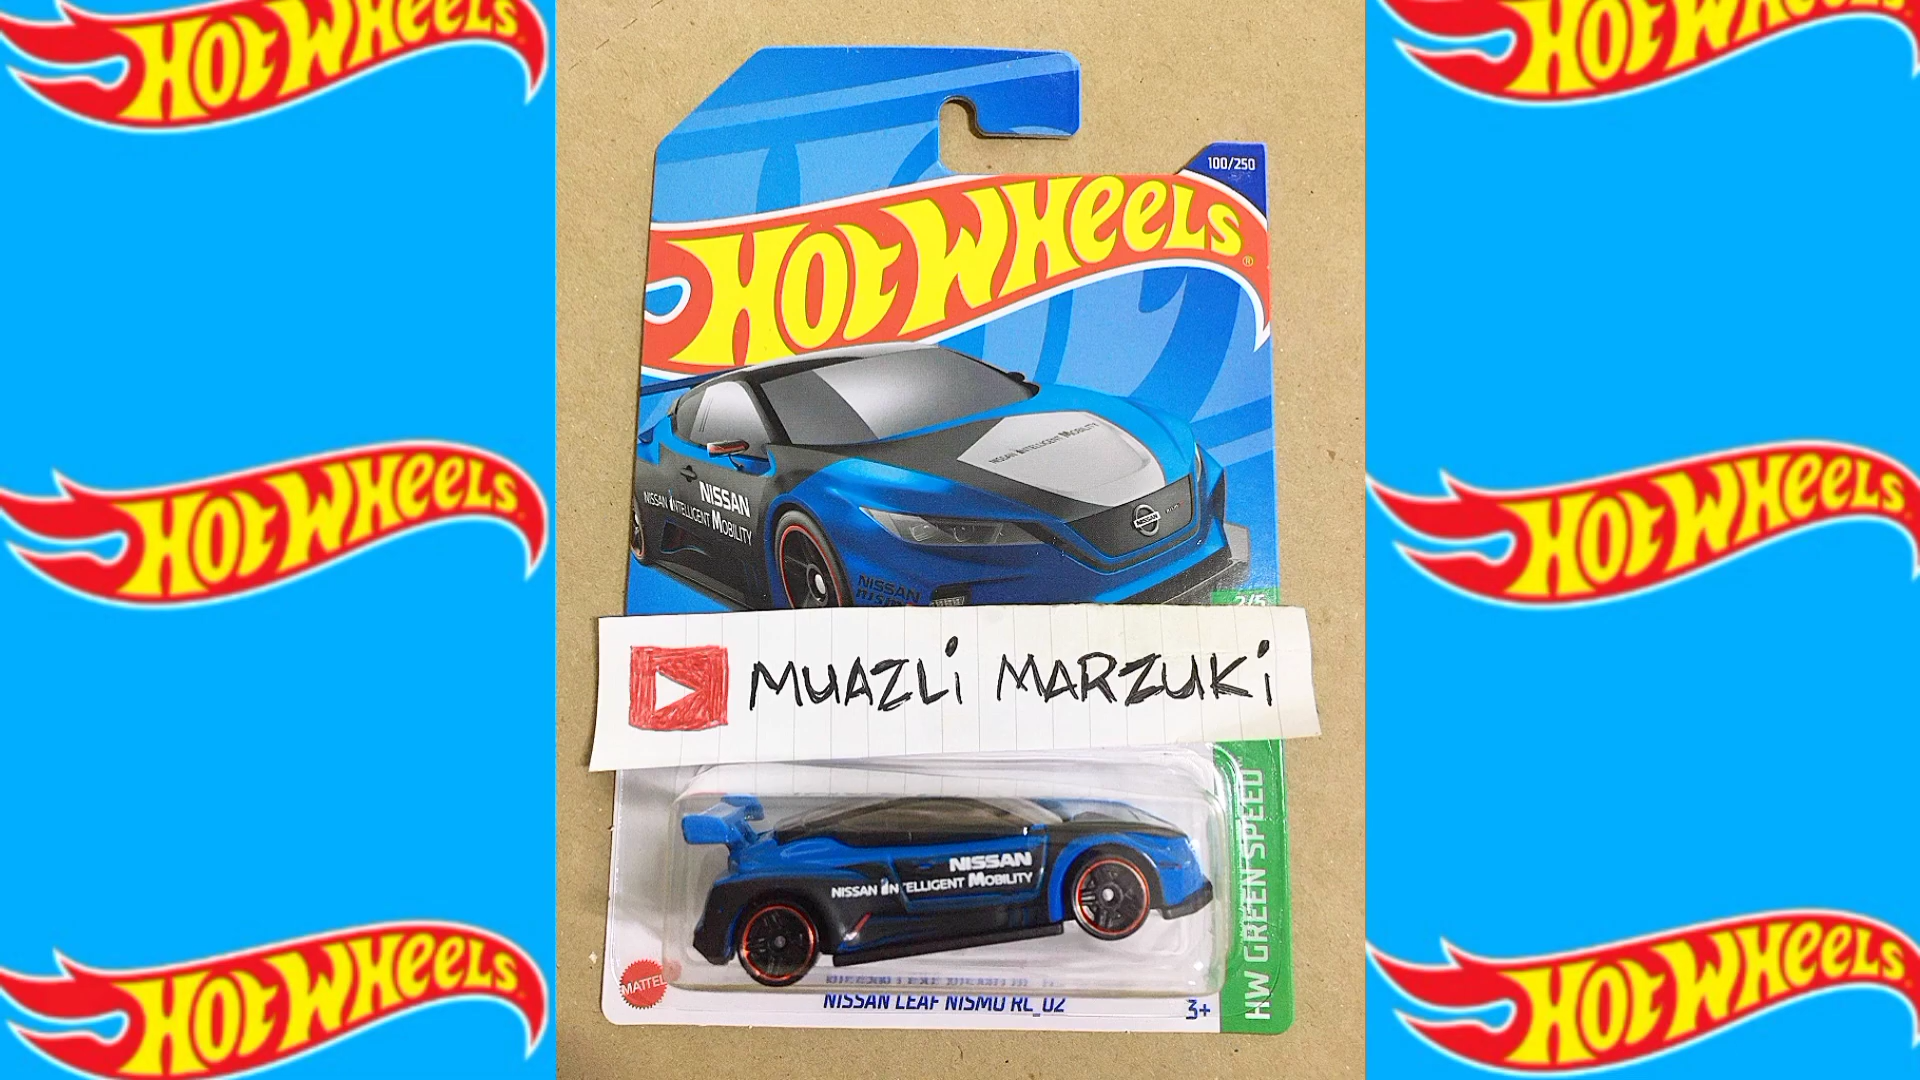 HOT WHEELS
HOT WHEELS
HOT WHEELS
100/250
HOT WHEELS®
NISSAN INTELLIGENT MOBILITY
NISSAN
NISSAN INTELLIGENT MOBILITY
NISSAN
NISSAN
2/5
MUAZLi MARZUKi
HW GREEN SPEED™
NISSAN
NISSAN INTELLIGENT MOBILITY
MATTEL
NISSAN LEAF NISMO RC_02
3+
HOT WHEELS
HOT WHEELS
HOT WHEELS